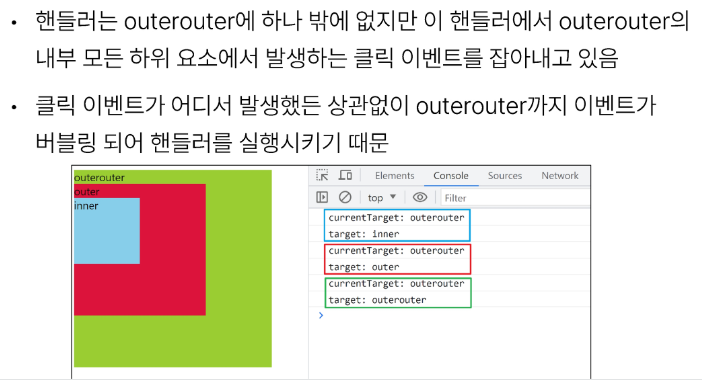 • 핸들러는 outerouter에 하나 밖에 없지만 이 핸들러에서 outerouter의
내부 모든 하위 요소에서 발생하는 클릭 이벤트를 잡아내고 있음
• 클릭 이벤트가 어디서 발생했든 상관없이 outerouter까지 이벤트가
버블링 되어 핸들러를 실행시키기 때문
outerouter
outer
inner
Elements Console Sources Network
top ▼ Filter
currentTarget: outerouter
target: inner
currentTarget: outerouter
target: outer
currentTarget: outerouter
target: outerouter
>